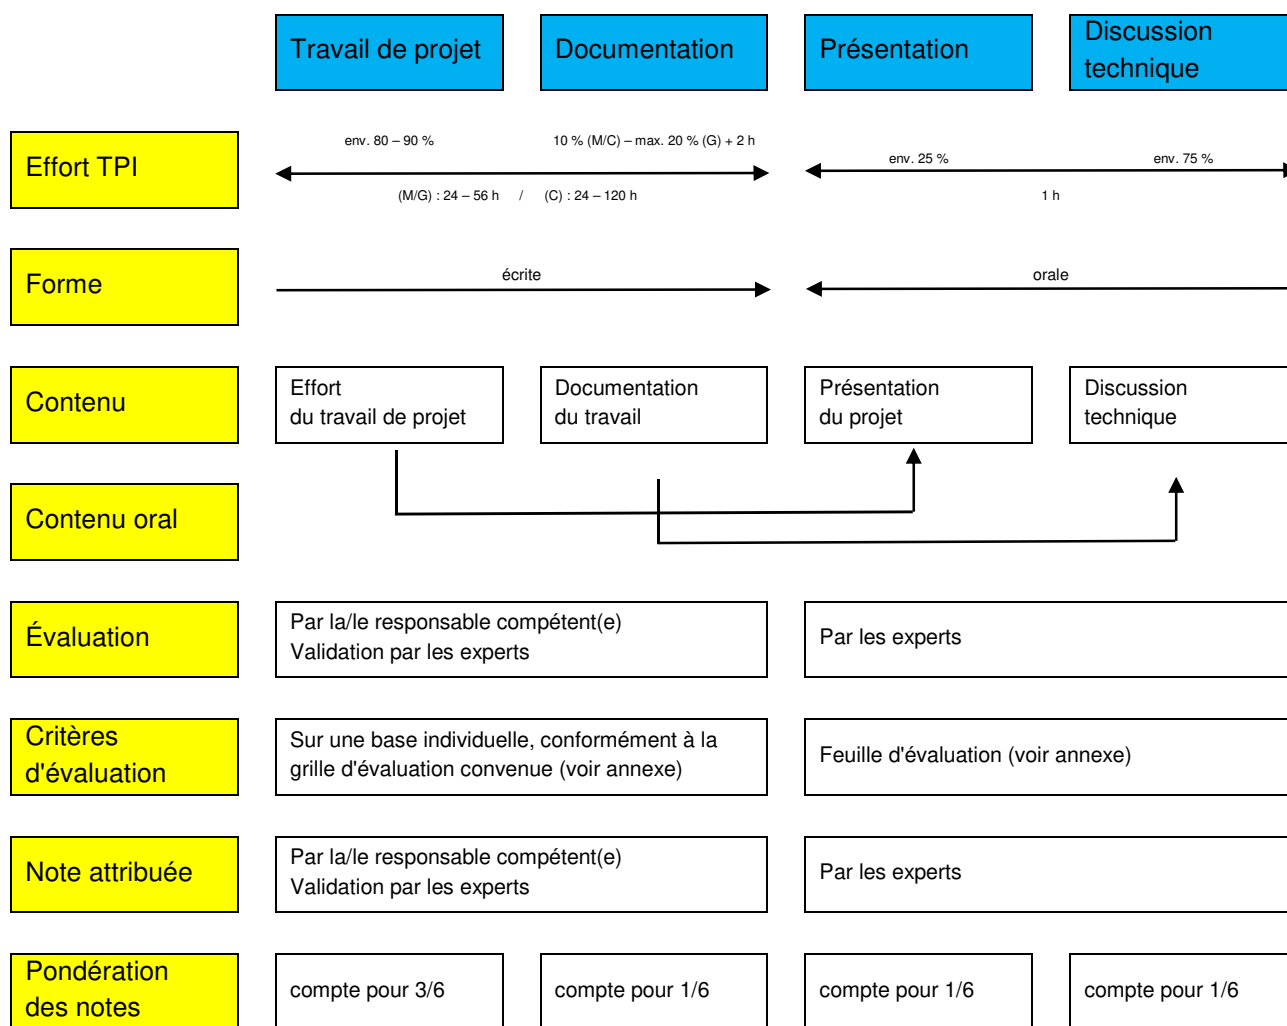 Travail de projet
Documentation
Présentation
Discussion
technique
Effort TPI
env. 80 – 90 %
10 % (M/C) – max. 20 % (G) + 2 h
env. 25 %
env. 75 %
(M/G) : 24 – 56 h / (C) : 24 – 120 h
1 h
Forme
écrite
orale
Contenu
Effort
du travail de projet
Documentation
du travail
Présentation
du projet
Discussion
technique
Contenu oral
Évaluation
Par la/le responsable compétent(e)
Validation par les experts
Par les experts
Critères
d'évaluation
Sur une base individuelle, conformément à la
grille d'évaluation convenue (voir annexe)
Feuille d'évaluation (voir annexe)
Note attribuée
Par la/le responsable compétent(e)
Validation par les experts
Par les experts
Pondération
des notes
compte pour 3/6
compte pour 1/6
compte pour 1/6
compte pour 1/6